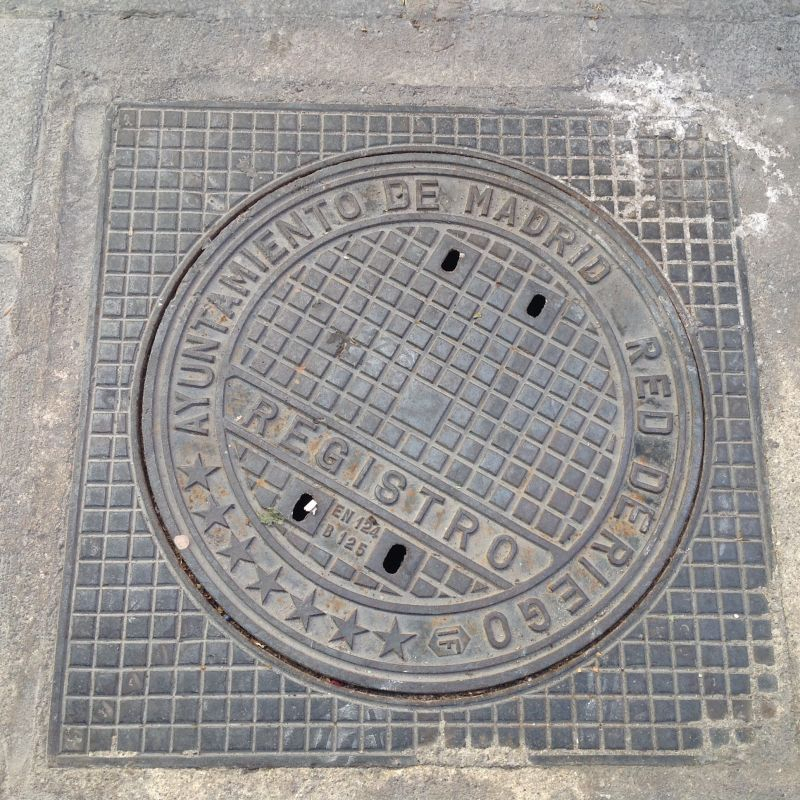 AYUNTAMIENTO DE MADRID
RED DE RIEGO
REGISTRO
EN 124
B 125